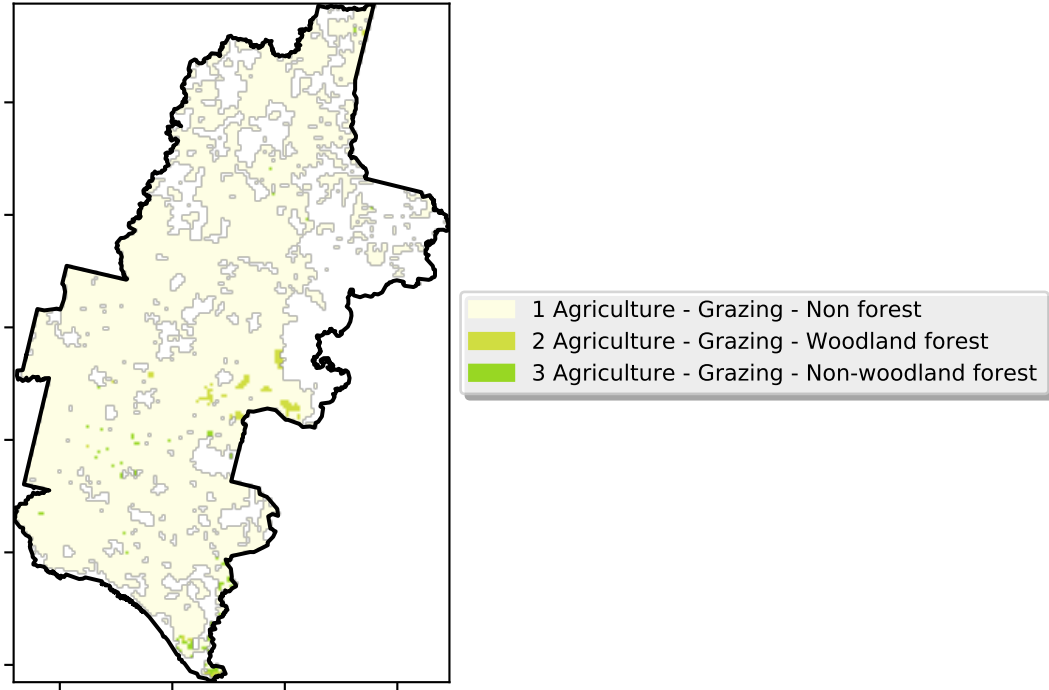 1 Agriculture - Grazing - Non forest
2 Agriculture - Grazing - Woodland forest
3 Agriculture - Grazing - Non-woodland forest